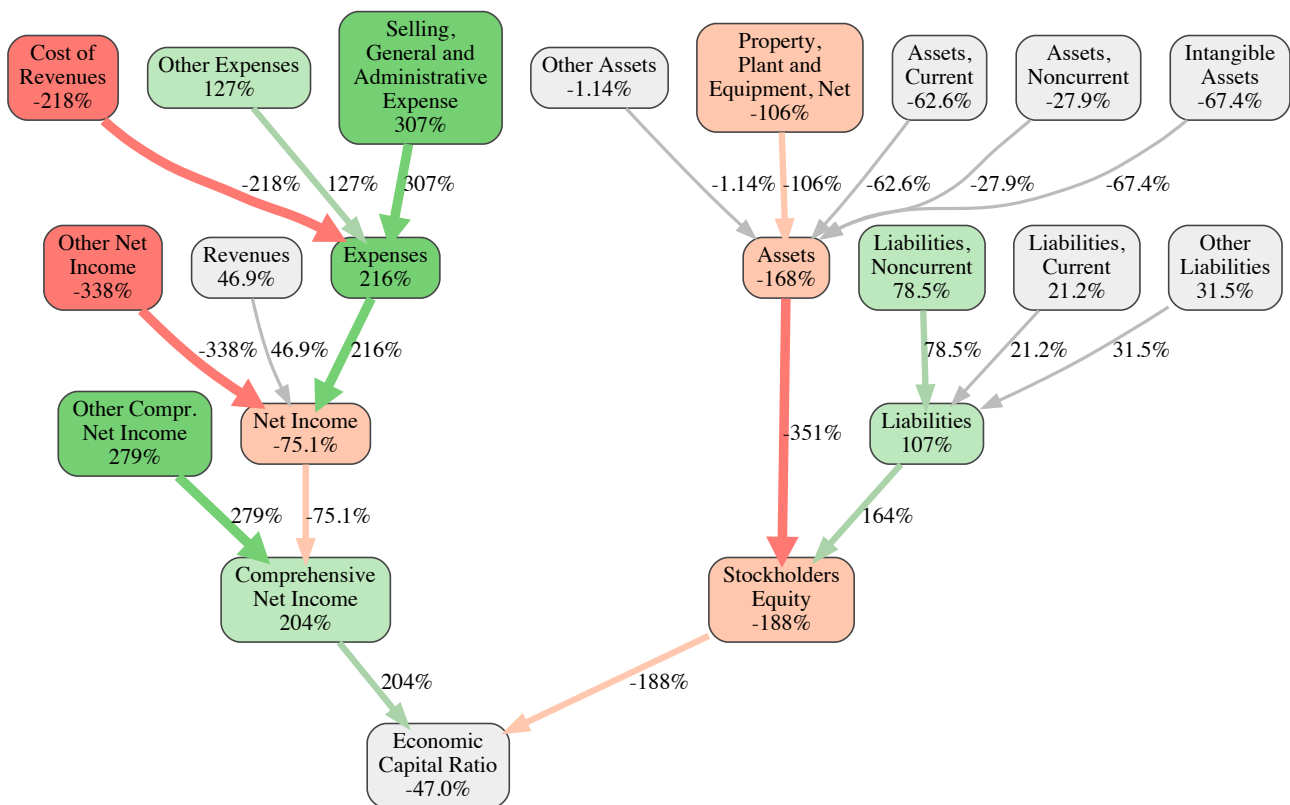 Cost of
Revenues
-218%
Other Expenses
127%
Selling,
General and
Administrative
Expense
307%
Other Assets
-1.14%
Property,
Plant and
Equipment, Net
-106%
Assets,
Current
-62.6%
Assets,
Noncurrent
-27.9%
Intangible
Assets
-67.4%
-218%
127%
307%
-1.14%
-106%
-62.6%
-27.9%
-67.4%
Other Net
Income
-338%
Revenues
46.9%
Expenses
216%
Assets
-168%
Liabilities,
Noncurrent
78.5%
Liabilities,
Current
21.2%
Other
Liabilities
31.5%
-338%
46.9%
216%
78.5%
21.2%
31.5%
Other Compr.
Net Income
279%
Net Income
-75.1%
-351%
Liabilities
107%
279%
-75.1%
164%
Comprehensive
Net Income
204%
Stockholders
Equity
-188%
204%
-188%
Economic
Capital Ratio
-47.0%